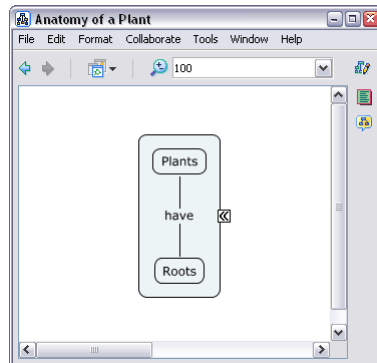 Anatomy of a Plant
File Edit Format Collaborate Tools Window Help
100
Plants
have
Roots